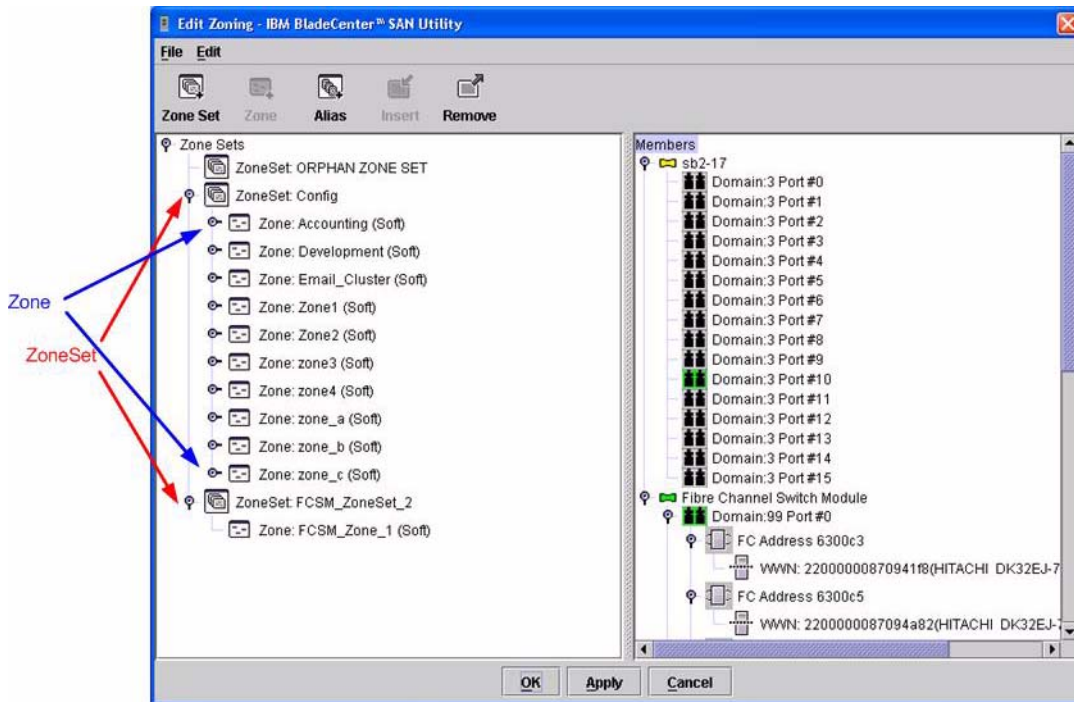 Edit Zoning - IBM BladeCenter™ SAN Utility
File Edit
Zone Set Zone Alias Insert Remove
Zone Sets
ZoneSet: ORPHAN ZONE SET
ZoneSet: Config
Zone: Accounting (Soft)
Zone: Development (Soft)
Zone: Email_Cluster (Soft)
Zone: Zone1 (Soft)
Zone: Zone2 (Soft)
Zone: zone3 (Soft)
Zone: zone4 (Soft)
Zone: zone_a (Soft)
Zone: zone_b (Soft)
Zone: zone_c (Soft)
ZoneSet: FCSM_ZoneSet_2
Zone: FCSM_Zone_1 (Soft)
Zone
ZoneSet
Members
sb2-17
Domain:3 Port #0
Domain:3 Port #1
Domain:3 Port #2
Domain:3 Port #3
Domain:3 Port #4
Domain:3 Port #5
Domain:3 Port #6
Domain:3 Port #7
Domain:3 Port #8
Domain:3 Port #9
Domain:3 Port #10
Domain:3 Port #11
Domain:3 Port #12
Domain:3 Port #13
Domain:3 Port #14
Domain:3 Port #15
Fibre Channel Switch Module
Domain:99 Port #0
FC Address 6300c3
WWN: 22000000870941f8(HITACHI DK32EJ-7
FC Address 6300c5
WWN: 2200000087094a82(HITACHI DK32EJ-7
OK Apply Cancel